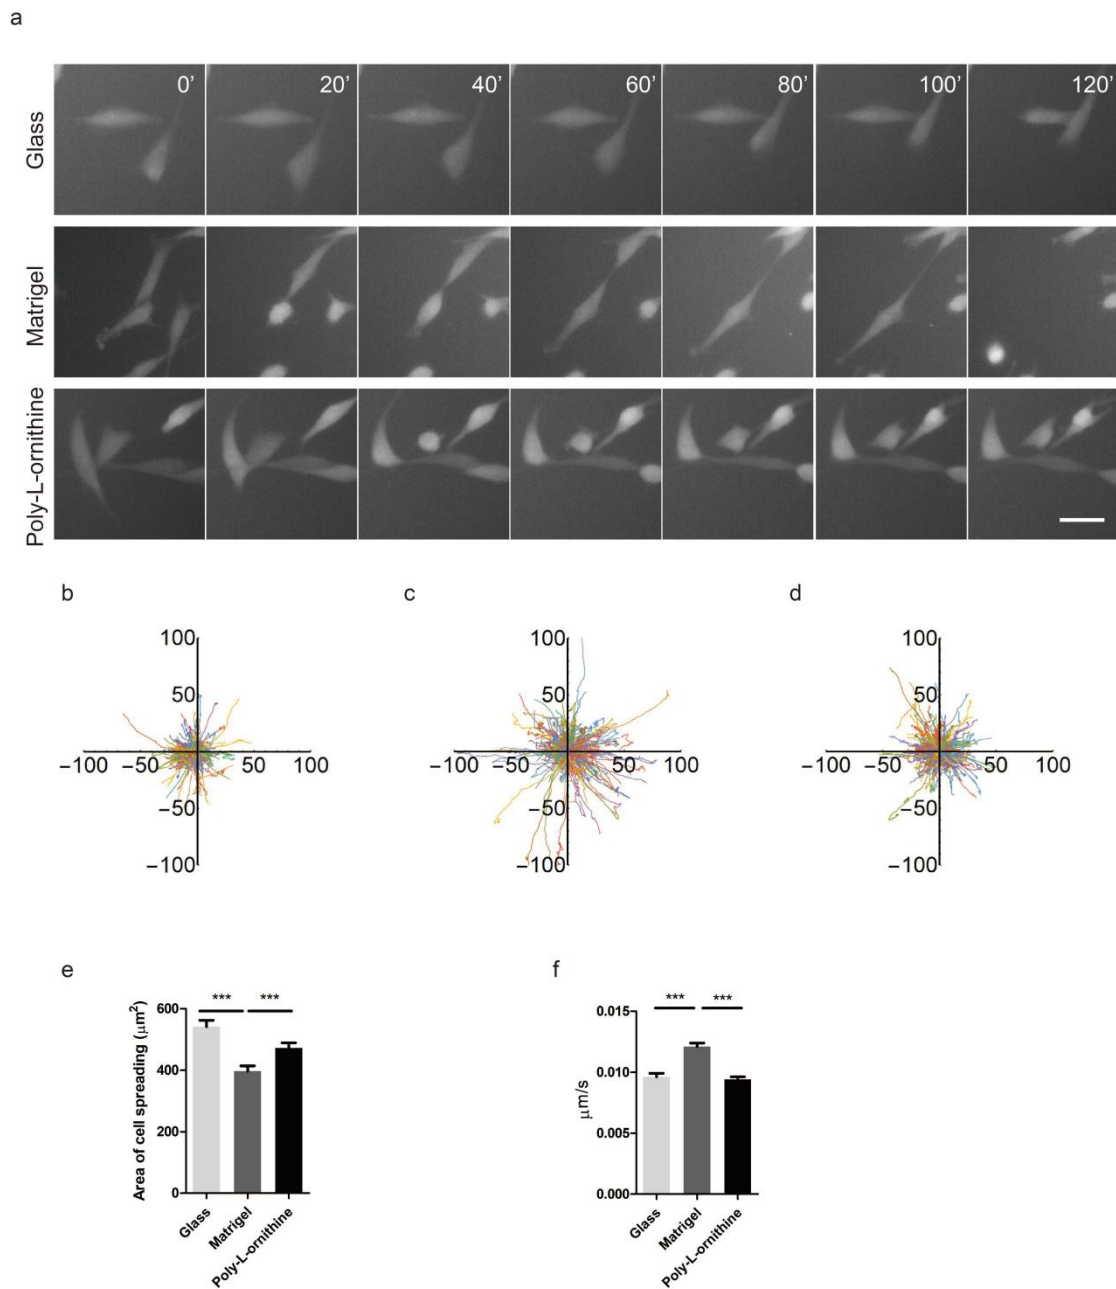 a
0' 20' 40' 60' 80' 100' 120'
Glass
Matrigel
Poly-L-ornithine
b
100
50
−100 −50 50 100
−50
−100
c
100
50
−100 −50 50 100
−50
−100
d
100
50
−100 −50 50 100
−50
−100
e
*** ***
Area of cell spreading (μm²)
600
400
200
0
Glass
Matrigel
Poly-L-ornithine
f
*** ***
μm/s
0.015
0.010
0.005
0.000
Glass
Matrigel
Poly-L-ornithine